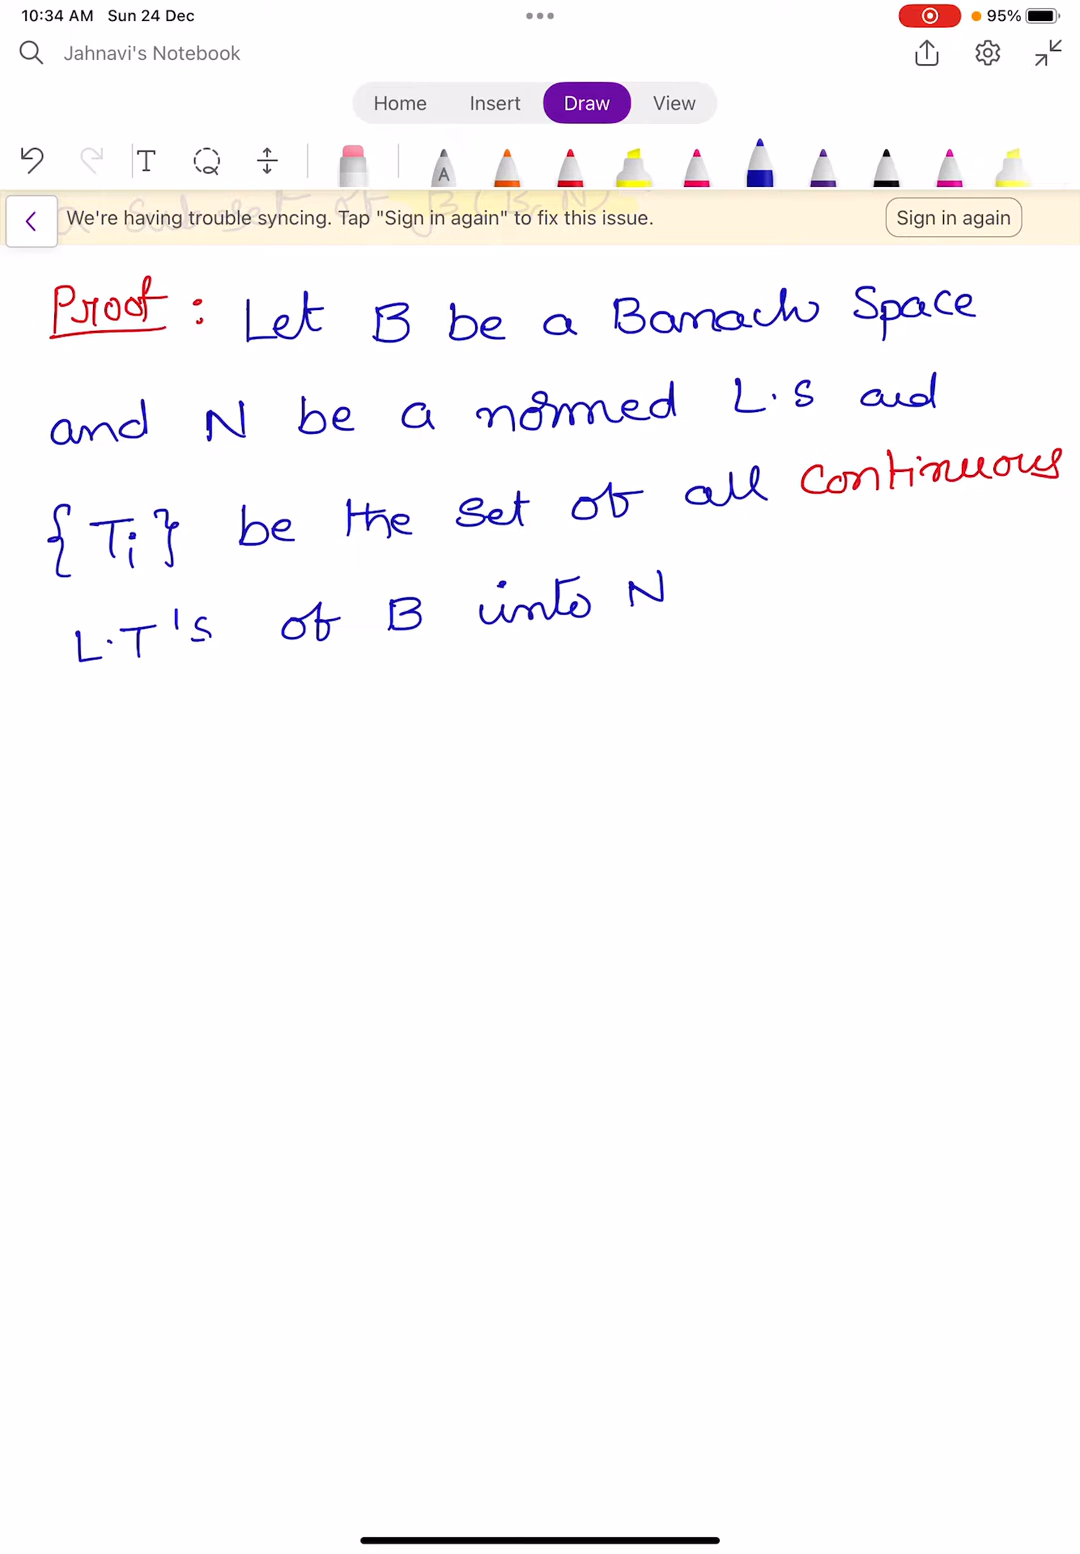 10:34 AM Sun 24 Dec
95%
Jahnavi's Notebook
Home Insert Draw View
T
A
We're having trouble syncing. Tap "Sign in again" to fix this issue. Sign in again
Proof : Let B be a Banach Space
and N be a normed L.S and
{Ti} be the set of all continuous
L.T's of B into N